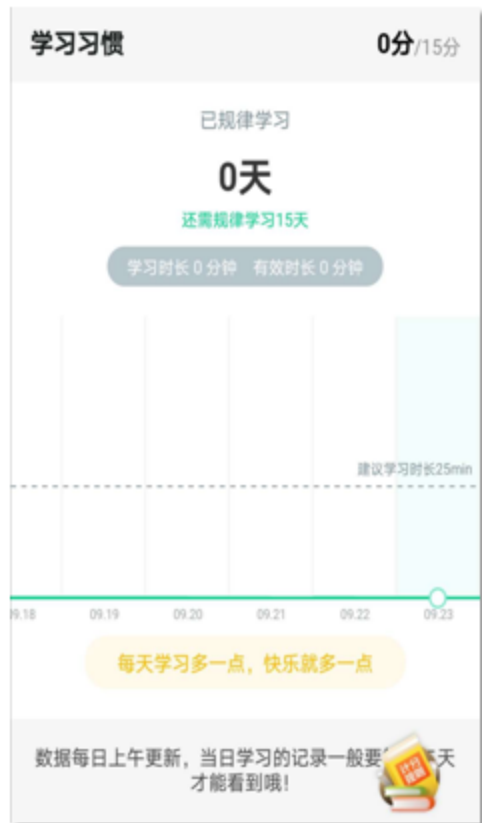 学习习惯
0分/15分
已规律学习
0天
还需规律学习15天
学习时长 0 分钟 有效时长 0 分钟
建议学习时长25min
09.18 09.19 09.20 09.21 09.22 09.23
每天学习多一点，快乐就多一点
数据每日上午更新，当日学习的记录一般要 天
才能看到哦！
计分
规则